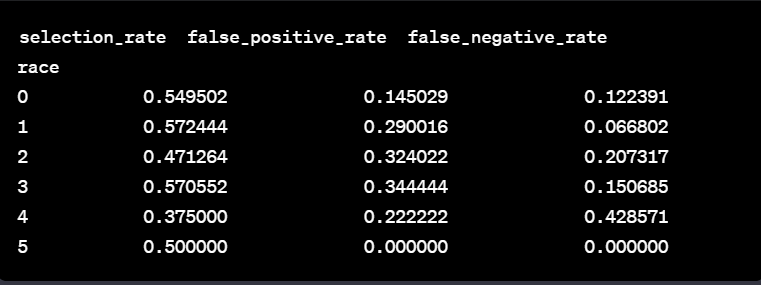 selection_rate false_positive_rate false_negative_rate
race
0 0.549502 0.145029 0.122391
1 0.572444 0.290016 0.066802
2 0.471264 0.324022 0.207317
3 0.570552 0.344444 0.150685
4 0.375000 0.222222 0.428571
5 0.500000 0.000000 0.000000